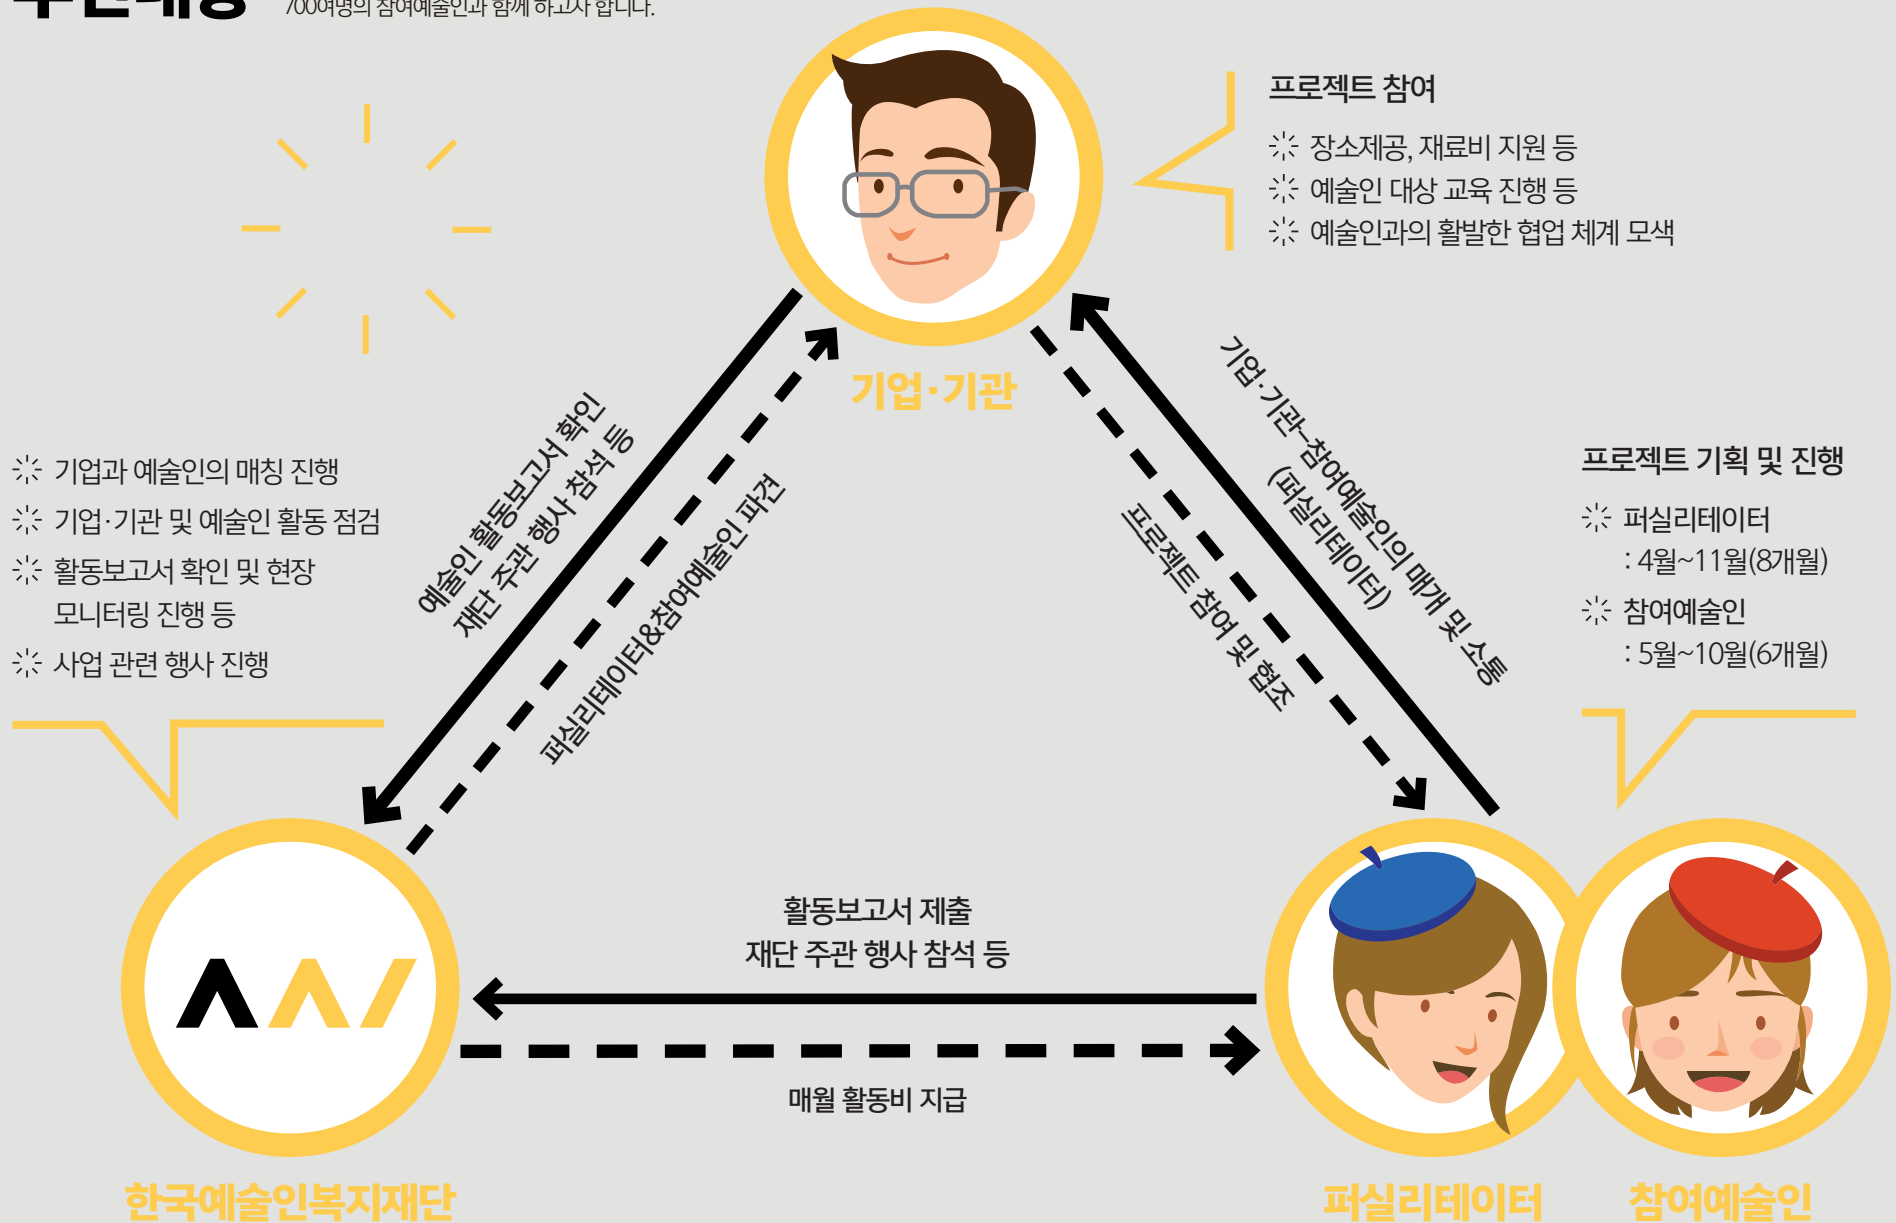 700여명의 참여예술인과 함께 하고자 합니다.
프로젝트 참여
장소제공, 재료비 지원 등
예술인 대상 교육 진행 등
예술인과의 활발한 협업 체계 모색
기업·기관
예술인 활동보고서 확인
재단 주관 행사 참석 등
퍼실리테이터&참여예술인 파견
기업·기관-참여예술인의 매개 및 소통
(퍼실리테이터)
프로젝트 참여 및 협조
기업과 예술인의 매칭 진행
기업·기관 및 예술인 활동 점검
활동보고서 확인 및 현장
모니터링 진행 등
사업 관련 행사 진행
프로젝트 기획 및 진행
퍼실리테이터
: 4월~11월(8개월)
참여예술인
: 5월~10월(6개월)
활동보고서 제출
재단 주관 행사 참석 등
매월 활동비 지급
한국예술인복지재단
퍼실리테이터
참여예술인